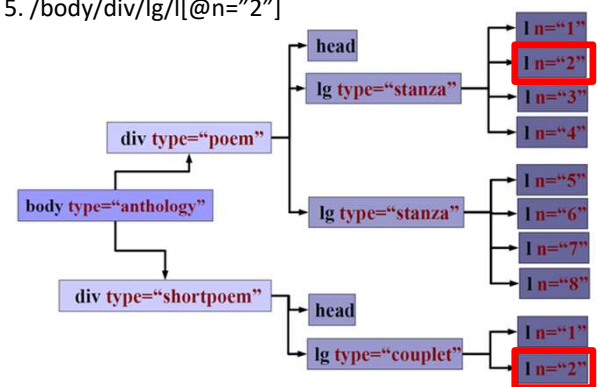 5. /body/div/lg/l[@n=”2”]
l n=“1”
head
l n=“2”
lg type=“stanza”
l n=“3”
l n=“4”
div type=“poem”
l n=“5”
body type=“anthology”
lg type=“stanza”
l n=“6”
l n=“7”
l n=“8”
div type=“shortpoem”
head
l n=“1”
lg type=“couplet”
l n=“2”